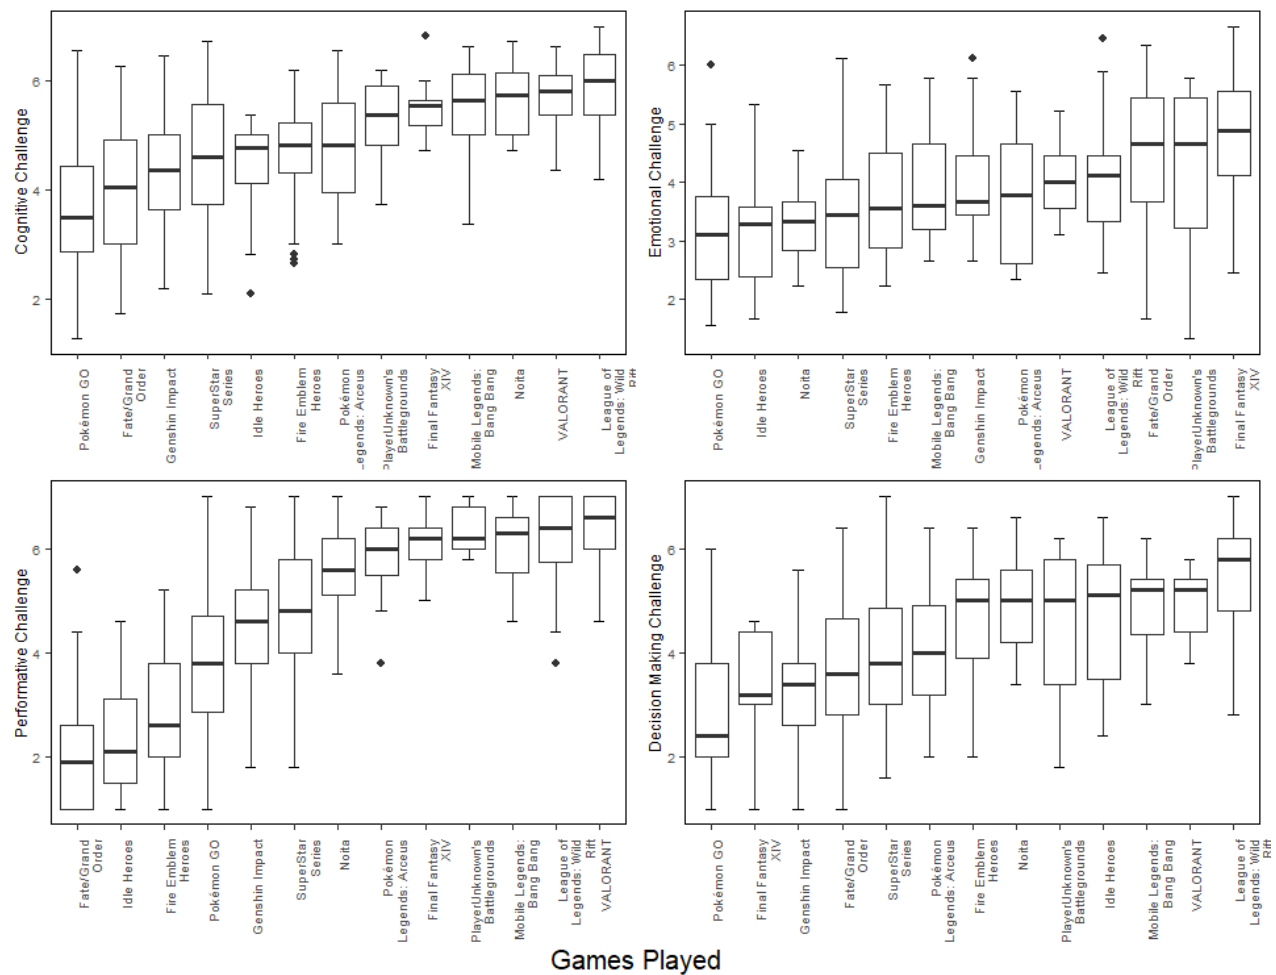 Cognitive Challenge
6
4
2
Pokémon GO
Fate/Grand
Order
Genshin Impact
SuperStar
Series
Idle Heroes
Fire Emblem
Heroes
Pokémon
Legends: Arceus
PlayerUnknown's
Battlegrounds
Final Fantasy
XIV
Mobile Legends:
Bang Bang
Noita
VALORANT
League of
Legends: Wild
Rift
Emotional Challenge
6
5
4
3
2
Pokémon GO
Idle Heroes
Noita
SuperStar
Series
Fire Emblem
Heroes
Mobile Legends:
Bang Bang
Genshin Impact
Pokémon
Legends: Arceus
VALORANT
League of
Legends: Wild
Rift
Fate/Grand
Order
PlayerUnknown's
Battlegrounds
Final Fantasy
XIV
Performative Challenge
6
4
2
Fate/Grand
Order
Idle Heroes
Fire Emblem
Heroes
Pokémon GO
Genshin Impact
SuperStar
Series
Noita
Pokémon
Legends: Arceus
Final Fantasy
XIV
PlayerUnknown's
Battlegrounds
Mobile Legends:
Bang Bang
League of
Legends: Wild
Rift
VALORANT
Decision Making Challenge
6
4
2
Pokémon GO
Final Fantasy
XIV
Genshin Impact
Fate/Grand
Order
SuperStar
Series
Pokémon
Legends: Arceus
Fire Emblem
Heroes
Noita
PlayerUnknown's
Battlegrounds
Idle Heroes
Mobile Legends:
Bang Bang
VALORANT
League of
Legends: Wild
Rift
Games Played